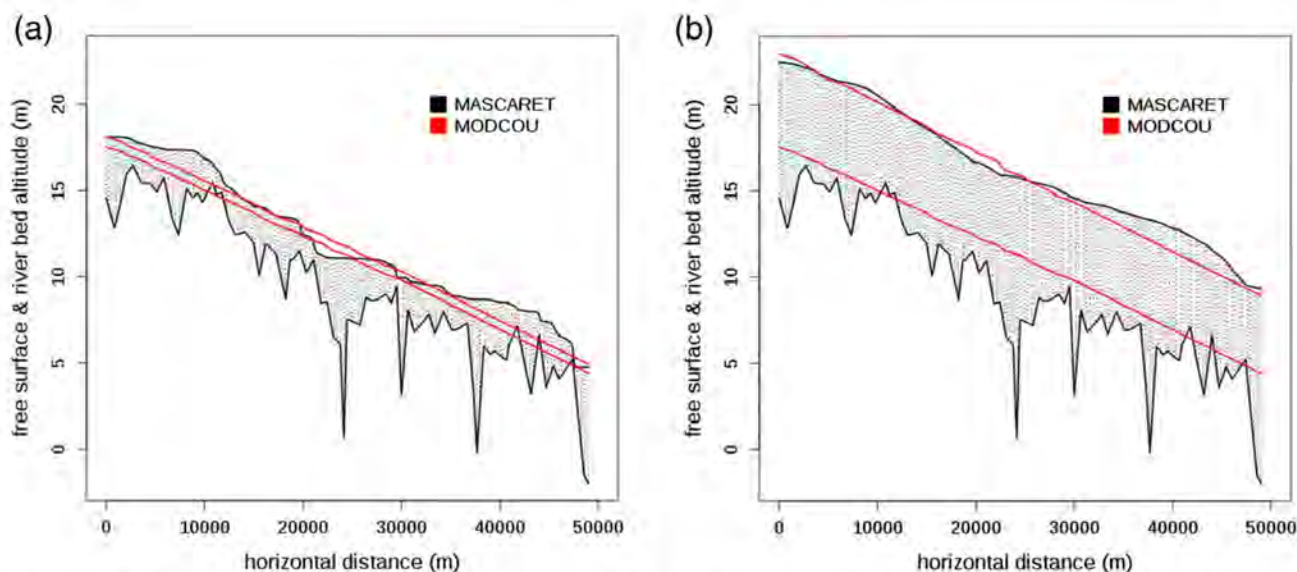 (a)
free surface & river bed altitude (m)
20
15
10
5
0
MASCARET
MODCOU
0 10000 20000 30000 40000 50000
horizontal distance (m)
(b)
free surface & river bed altitude (m)
20
15
10
5
0
MASCARET
MODCOU
0 10000 20000 30000 40000 50000
horizontal distance (m)